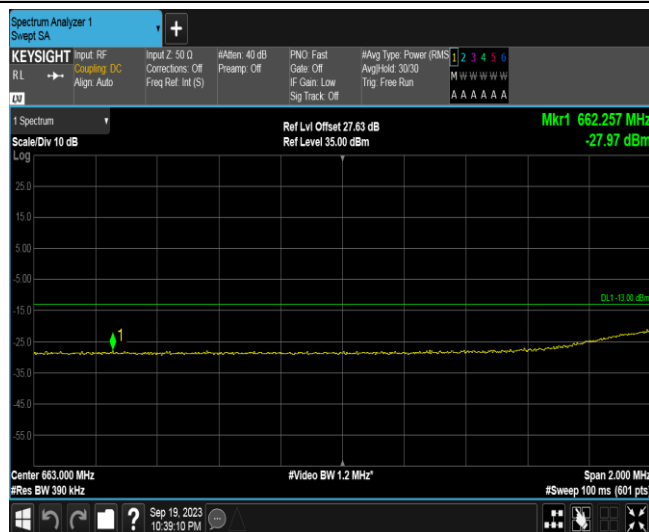 Spectrum Analyzer 1
Swept SA
+
KEYSIGHT Input: RF Input Z: 50 Ω #Atten: 40 dB PNO: Fast #Avg Type: Power (RMS 1 2 3 4 5 6
RL Coupling: DC Corrections: Off Preamp: Off Gate: Off Avg|Hold: 30/30 M W W W W W
Align: Auto Freq Ref: Int (S) IF Gain: Low Trig: Free Run
Sig Track: Off A A A A A A
LXI
1 Spectrum Ref Lvl Offset 27.63 dB Mkr1 662.257 MHz
Scale/Div 10 dB Ref Level 35.00 dBm -27.97 dBm
Log
25.0
15.0
5.00
-5.00
DL1 -13.00 dBm
-15.0
1
-25.0
-35.0
-45.0
-55.0
Center 663.000 MHz #Video BW 1.2 MHz* Span 2.000 MHz
#Res BW 390 kHz #Sweep 100 ms (601 pts)
? Sep 19, 2023
10:39:10 PM